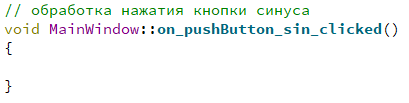 // обработка нажатия кнопки синуса
void MainWindow::on_pushButton_sin_clicked()
{
}